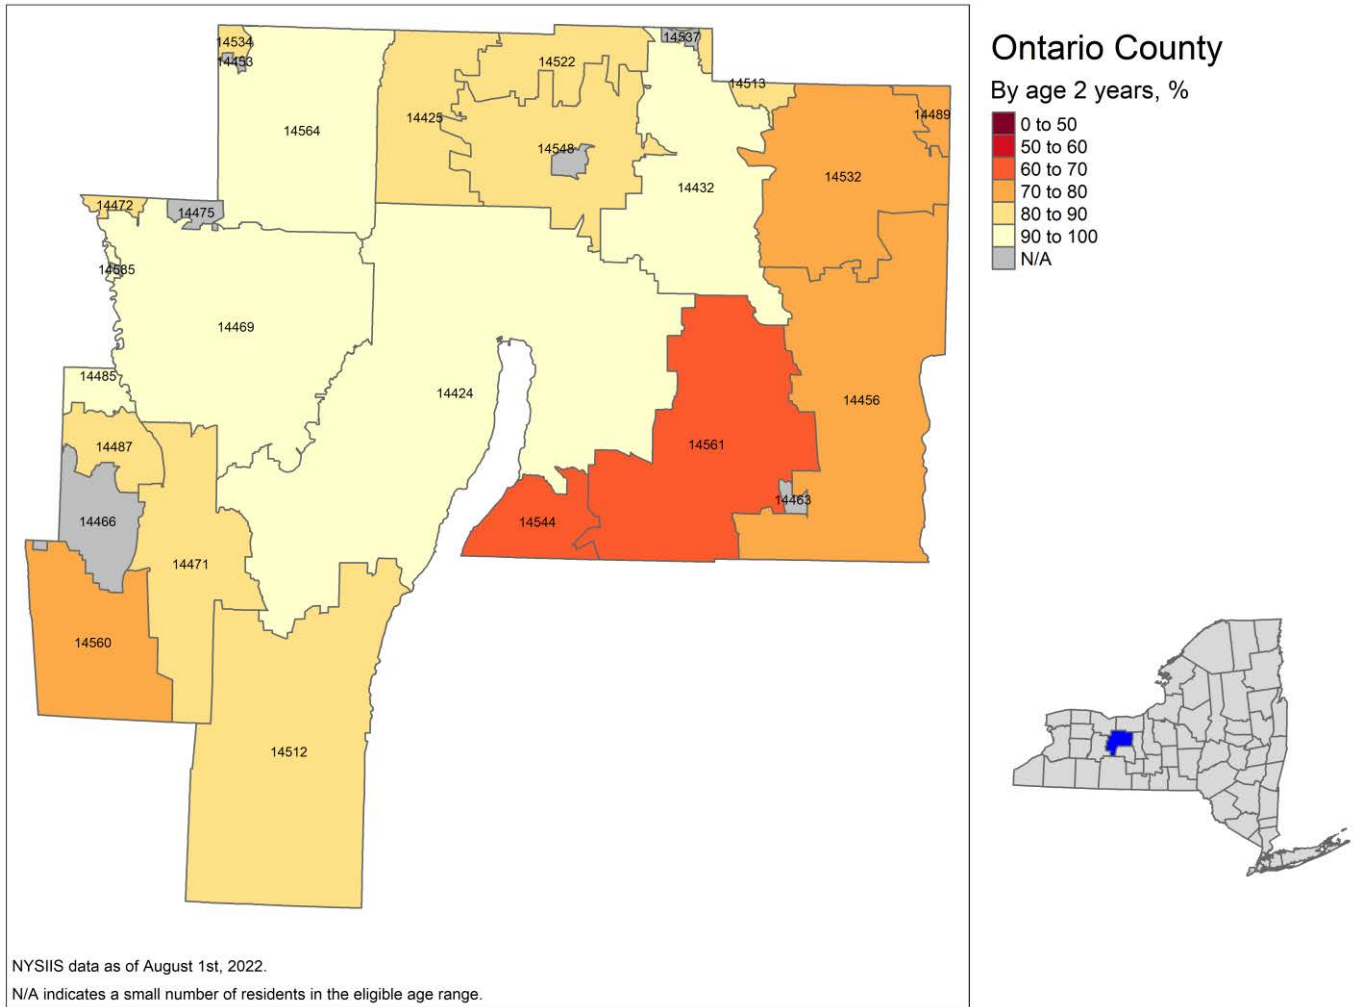 Ontario County
By age 2 years, %
0 to 50
50 to 60
60 to 70
70 to 80
80 to 90
90 to 100
N/A
14534
14453
14537
14522
14513
14489
14425
14564
14548
14532
14432
14472
14475
14585
14469
14485
14424
14456
14487
14561
14463
14466
14544
14471
14560
14512
NYSIIS data as of August 1st, 2022.
N/A indicates a small number of residents in the eligible age range.